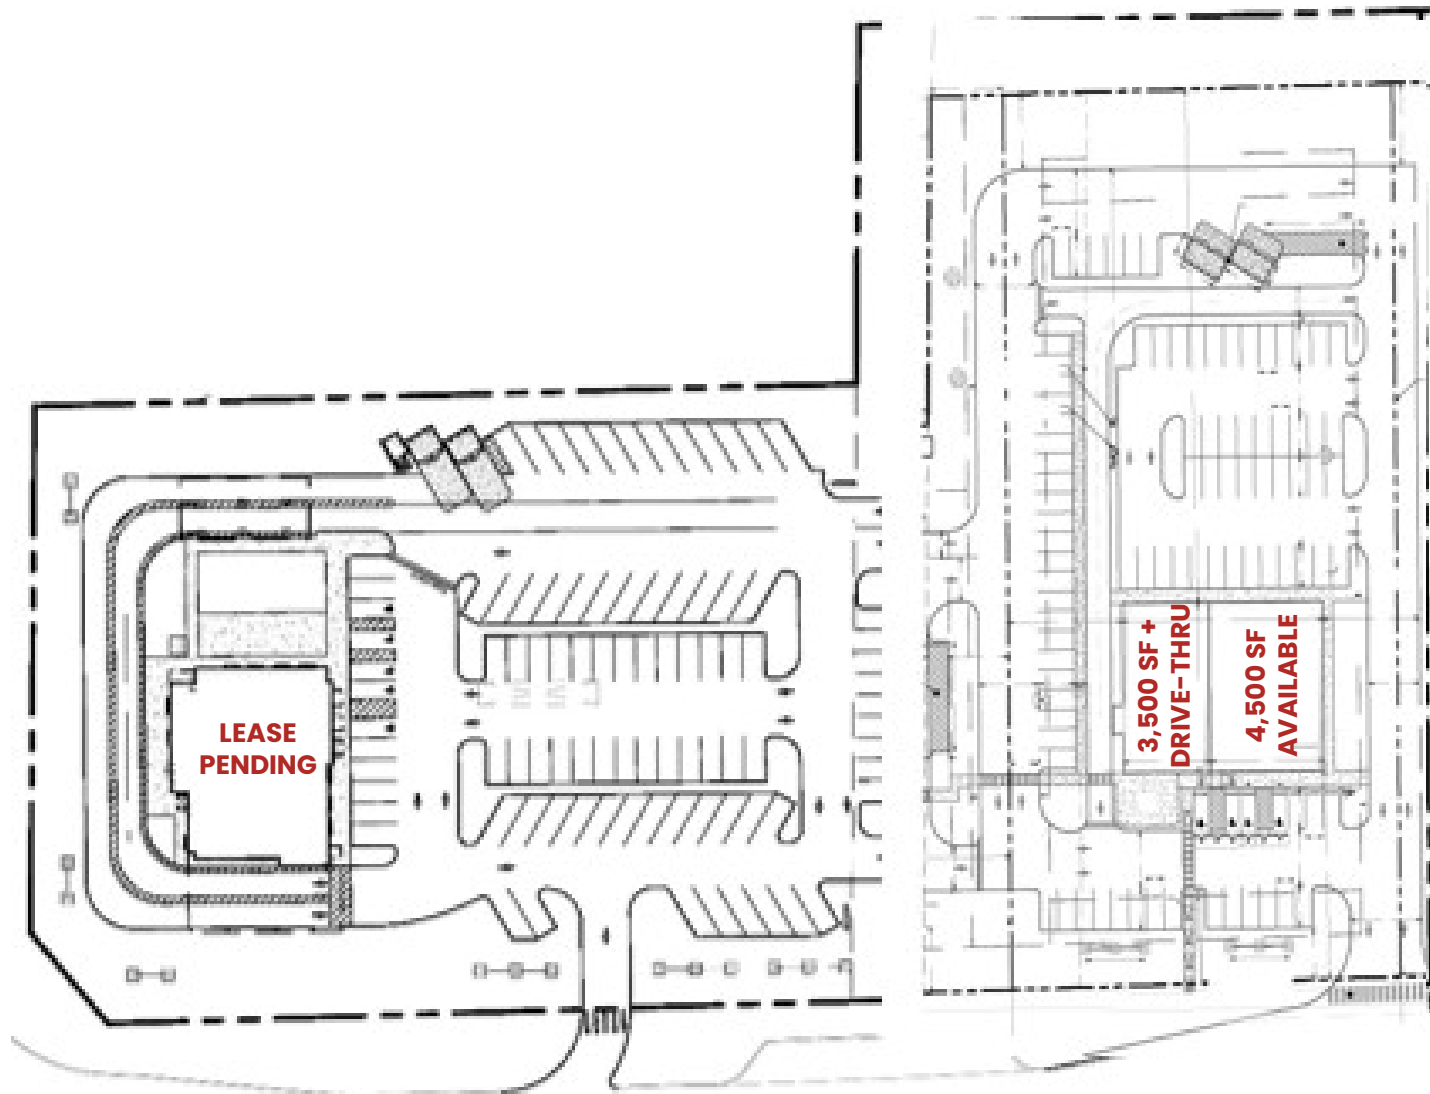 LEASE
PENDING
3,500 SF +
DRIVE-THRU
4,500 SF
AVAILABLE